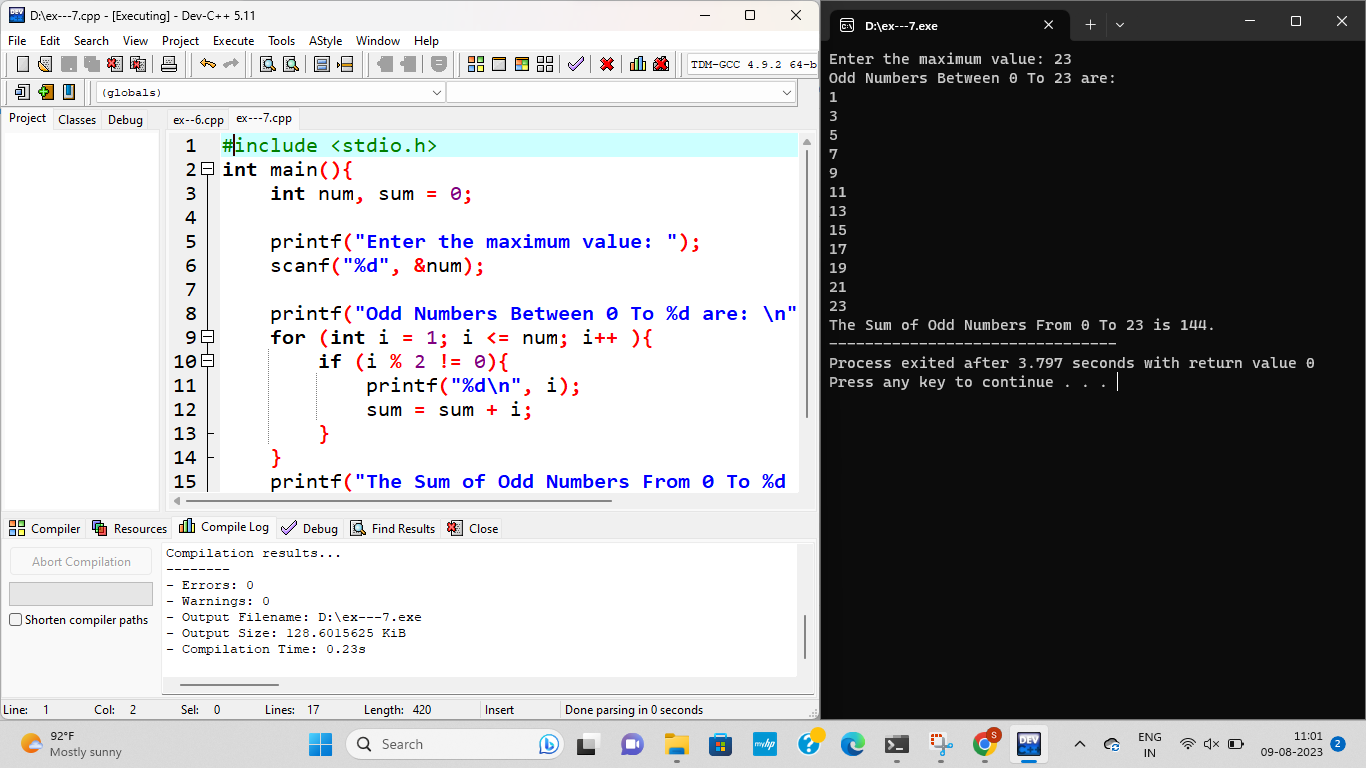 D:\ex---7.cpp - [Executing] - Dev-C++ 5.11
File Edit Search View Project Execute Tools AStyle Window Help
TDM-GCC 4.9.2 64-b
(globals)
Project Classes Debug
ex--6.cpp ex---7.cpp
1 #include <stdio.h>
2 int main(){
3 int num, sum = 0;
4
5 printf("Enter the maximum value: ");
6 scanf("%d", &num);
7
8 printf("Odd Numbers Between 0 To %d are: \n"
9 for (int i = 1; i <= num; i++ ){
10 if (i % 2 != 0){
11 printf("%d\n", i);
12 sum = sum + i;
13 }
14 }
15 printf("The Sum of Odd Numbers From 0 To %d
Compiler Resources Compile Log Debug Find Results Close
Abort Compilation
Shorten compiler paths
Compilation results...
--------
- Errors: 0
- Warnings: 0
- Output Filename: D:\ex---7.exe
- Output Size: 128.6015625 KiB
- Compilation Time: 0.23s
Line: 1 Col: 2 Sel: 0 Lines: 17 Length: 420 Insert Done parsing in 0 seconds
D:\ex---7.exe
Enter the maximum value: 23
Odd Numbers Between 0 To 23 are:
1
3
5
7
9
11
13
15
17
19
21
23
The Sum of Odd Numbers From 0 To 23 is 144.
--------------------------------
Process exited after 3.797 seconds with return value 0
Press any key to continue . . .
92°F
Mostly sunny
Search
myhp
S
DEV
C++
ENG
IN
11:01
09-08-2023
2